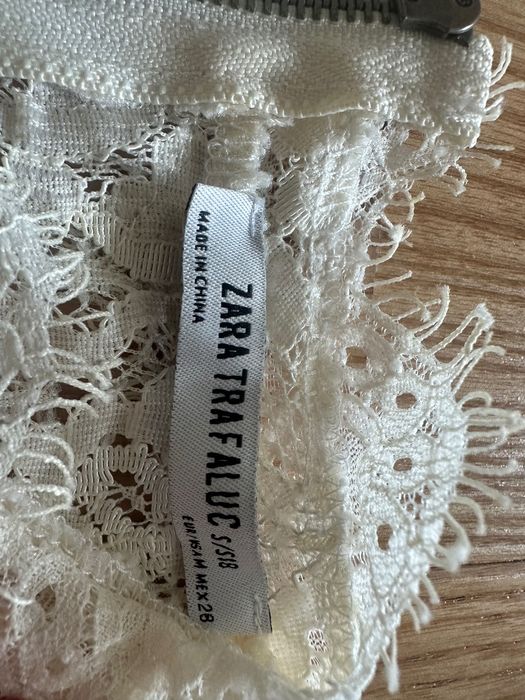 ZARA TRAFALUC S/S18
MADE IN CHINA
EUR/USA M MEX 28